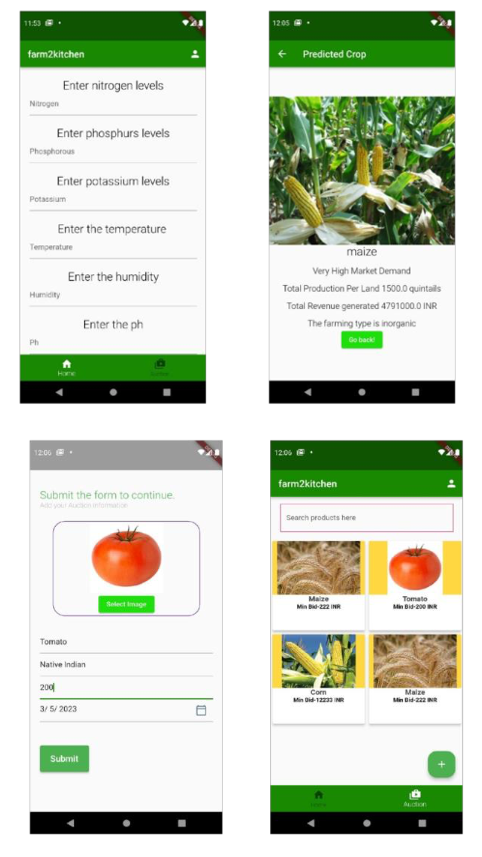 11:53
farm2kitchen
Enter nitrogen levels
Nitrogen
Enter phosphurs levels
Phosphorous
Enter potassium levels
Potassium
Enter the temperature
Temperature
Enter the humidity
Humidity
Enter the ph
Ph
Home
Auction
12:05
Predicted Crop
maize
Very High Market Demand
Total Production Per Land 1500.0 quintails
Total Revenue generated 4791000.0 INR
The farming type is inorganic
Go back!
12:06
Submit the form to continue.
Add your Auction Information
Select Image
Tomato
Native Indian
200
3/ 5/ 2023
Submit
12:06
farm2kitchen
Search products here
Maize
Min Bid-222 INR
Tomato
Min Bid-200 INR
Corn
Min Bid-12233 INR
Maize
Min Bid-222 INR
+
Home
Auction